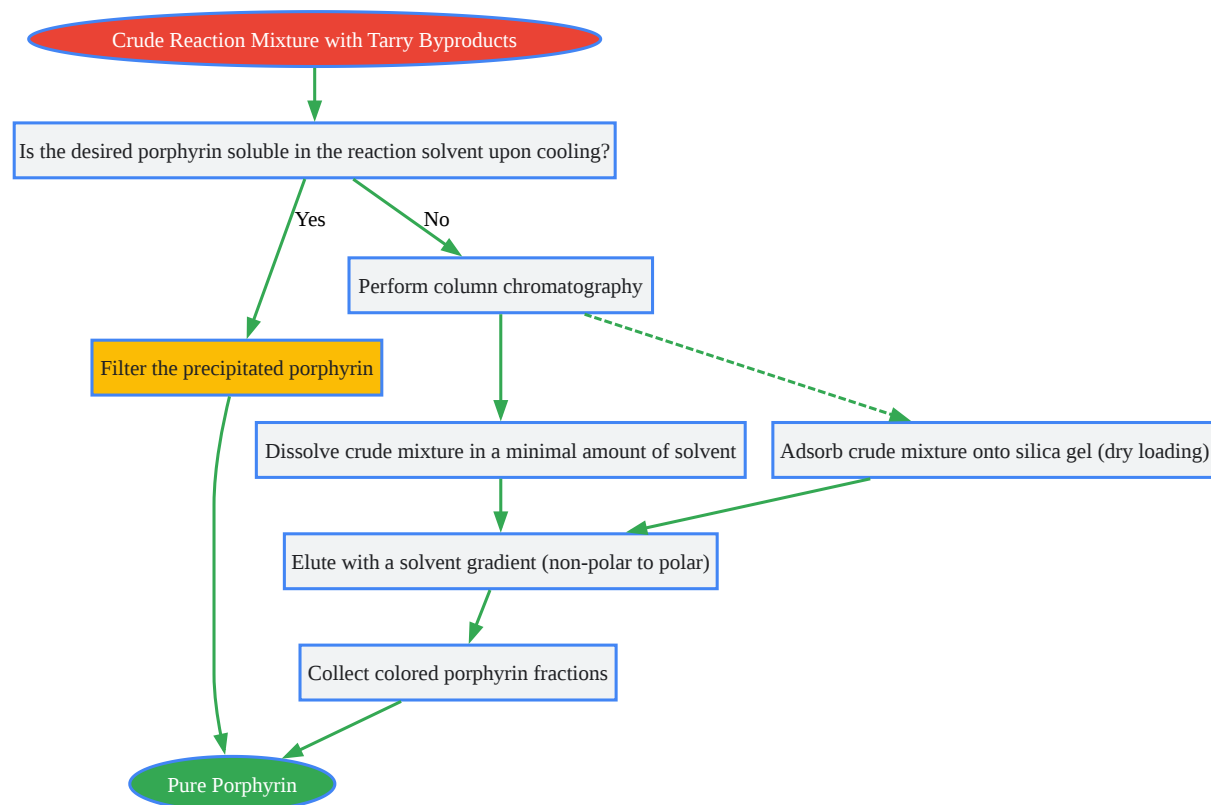 Crude Reaction Mixture with Tarry Byproducts
Is the desired porphyrin soluble in the reaction solvent upon cooling?
Yes
No
Perform column chromatography
Filter the precipitated porphyrin
Dissolve crude mixture in a minimal amount of solvent
Adsorb crude mixture onto silica gel (dry loading)
Elute with a solvent gradient (non-polar to polar)
Collect colored porphyrin fractions
Pure Porphyrin